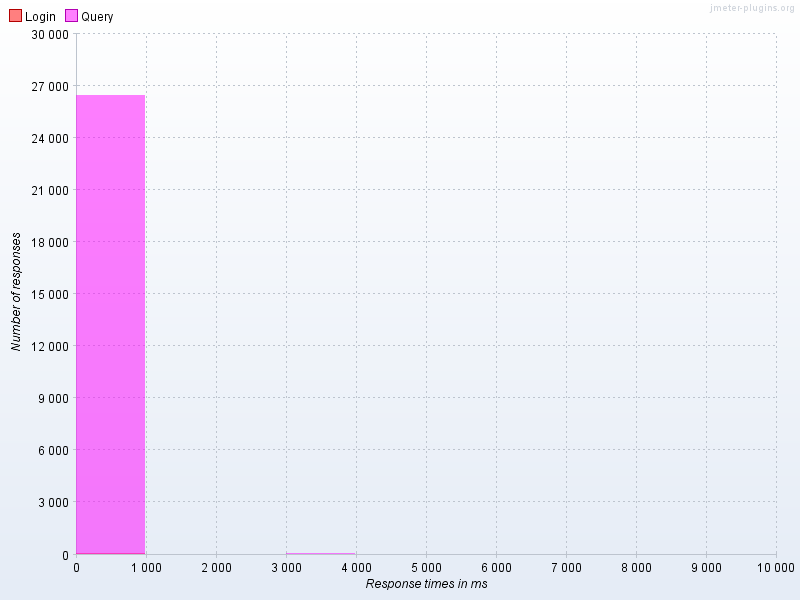 jmeter-plugins.org
Login Query
30 000
27 000
24 000
21 000
18 000
15 000
12 000
9 000
6 000
3 000
0
Number of responses
0 1 000 2 000 3 000 4 000 5 000 6 000 7 000 8 000 9 000 10 000
Response times in ms